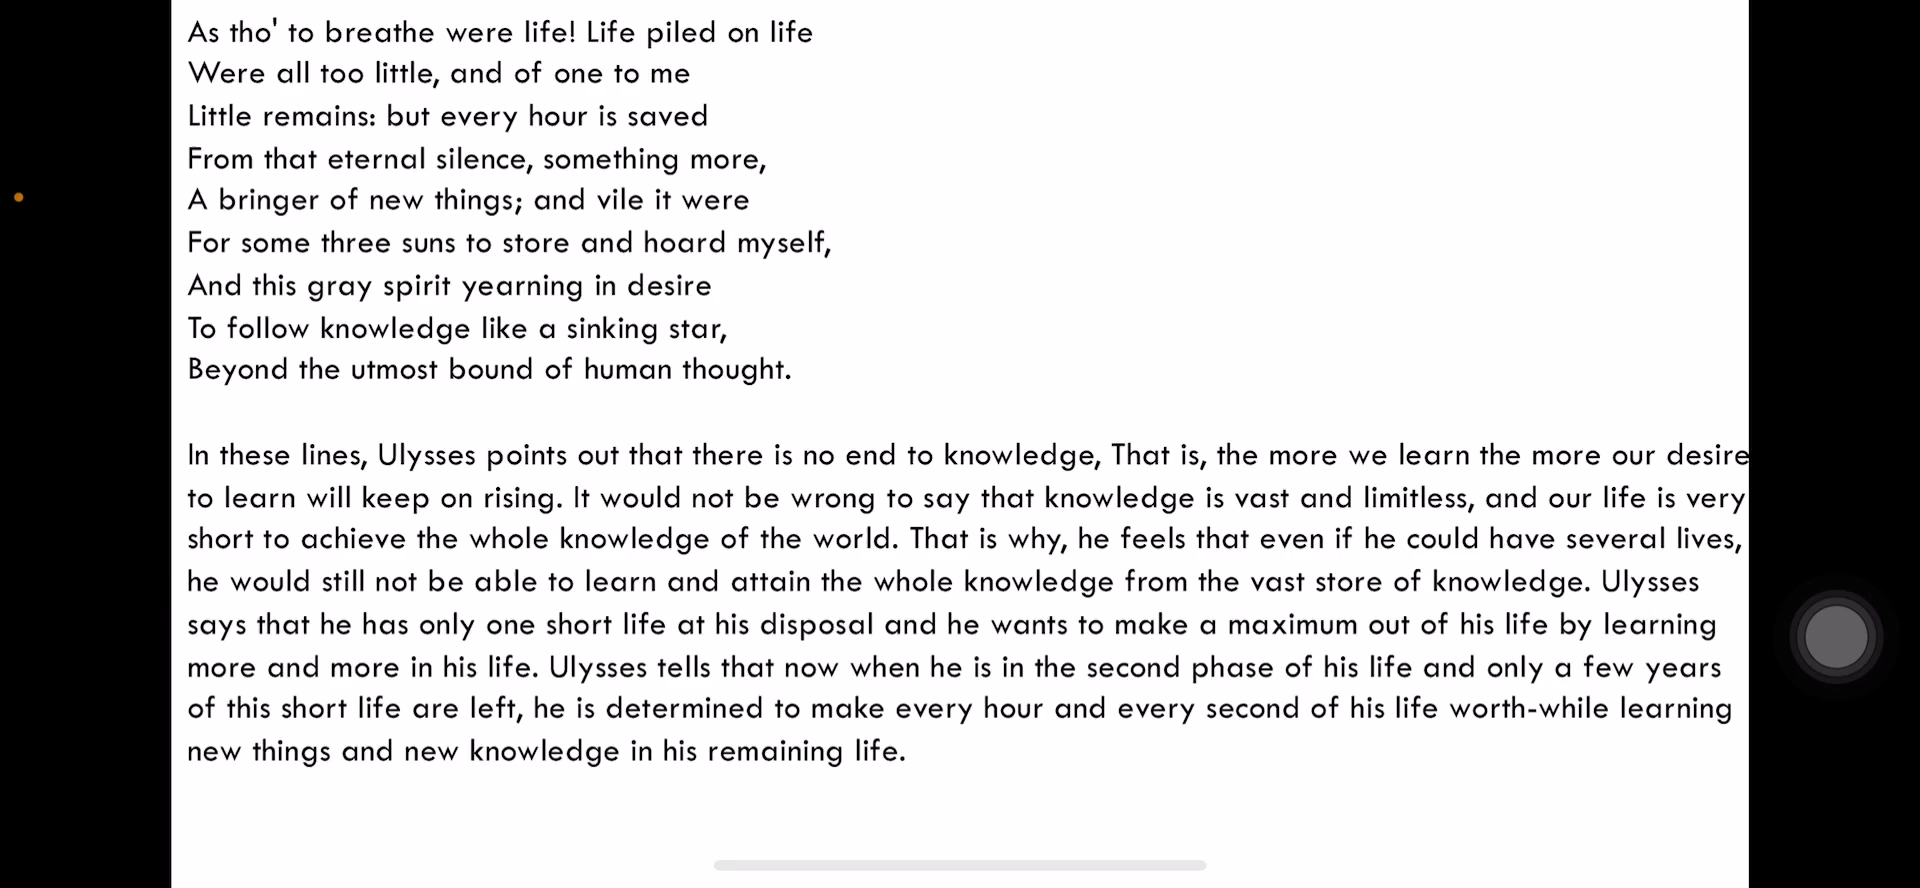 As tho' to breathe were life! Life piled on life
Were all too little, and of one to me
Little remains: but every hour is saved
From that eternal silence, something more,
A bringer of new things; and vile it were
For some three suns to store and hoard myself,
And this gray spirit yearning in desire
To follow knowledge like a sinking star,
Beyond the utmost bound of human thought.
In these lines, Ulysses points out that there is no end to knowledge, That is, the more we learn the more our desire
to learn will keep on rising. It would not be wrong to say that knowledge is vast and limitless, and our life is very
short to achieve the whole knowledge of the world. That is why, he feels that even if he could have several lives,
he would still not be able to learn and attain the whole knowledge from the vast store of knowledge. Ulysses
says that he has only one short life at his disposal and he wants to make a maximum out of his life by learning
more and more in his life. Ulysses tells that now when he is in the second phase of his life and only a few years
of this short life are left, he is determined to make every hour and every second of his life worth-while learning
new things and new knowledge in his remaining life.